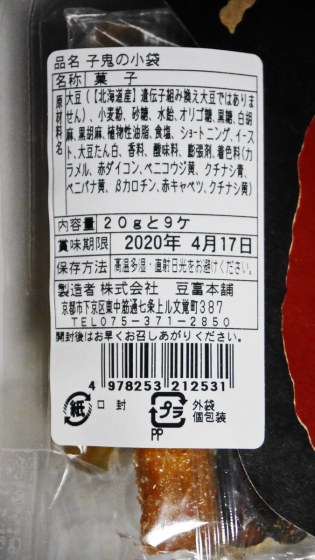 品名 子鬼の小袋
名称 菓子
原材料名 大豆(【北海道産】遺伝子組み換え大豆ではありま
せん)、小麦粉、砂糖、水飴、オリゴ糖、黒糖、白胡
麻、黒胡麻、植物性油脂、食塩、ショートニング、イース
ト、大豆たん白、香料、酸味料、膨張剤、着色料(カ
ラメル、赤ダイコン、ベニコウジ黄、クチナシ青、
ベニバナ黄、βカロチン、赤キャベツ、クチナシ黄)
内容量 20gと9ケ
賞味期限 2020年 4月17日
保存方法 高温多湿・直射日光をお避けください。
製造者 株式会社 豆富本舗
京都市下京区東中筋通七条上ル文覚町387
TEL075-371-2850
開封後はお早くお召しあがりください。
4 978253 212531
紙 口封
プラ 外袋
個包装
PP